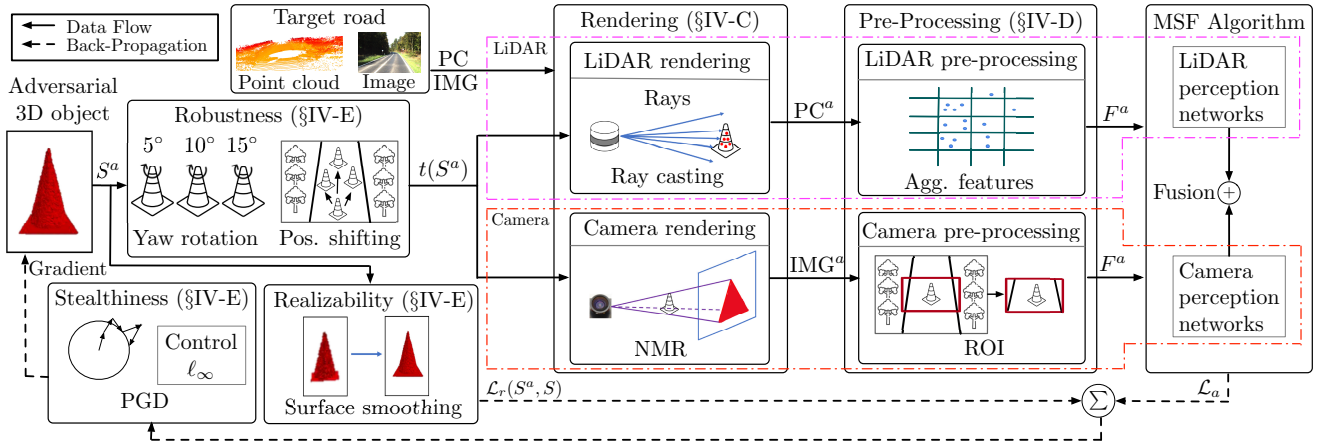 Data Flow
Back-Propagation
Target road
Point cloud
Image
PC
IMG
Adversarial
3D object
S^a
Robustness (§IV-E)
5°
10°
15°
Yaw rotation
Pos. shifting
t(S^a)
Gradient
Stealthiness (§IV-E)
Control
ℓ∞
PGD
Realizability (§IV-E)
Surface smoothing
L_r(S^a, S)
Rendering (§IV-C)
LiDAR
LiDAR rendering
Rays
Ray casting
PC^a
Camera
Camera rendering
NMR
IMG^a
Pre-Processing (§IV-D)
LiDAR pre-processing
Agg. features
F^a
Camera pre-processing
ROI
F^a
MSF Algorithm
LiDAR
perception
networks
Fusion
+
Camera
perception
networks
L_a
∑